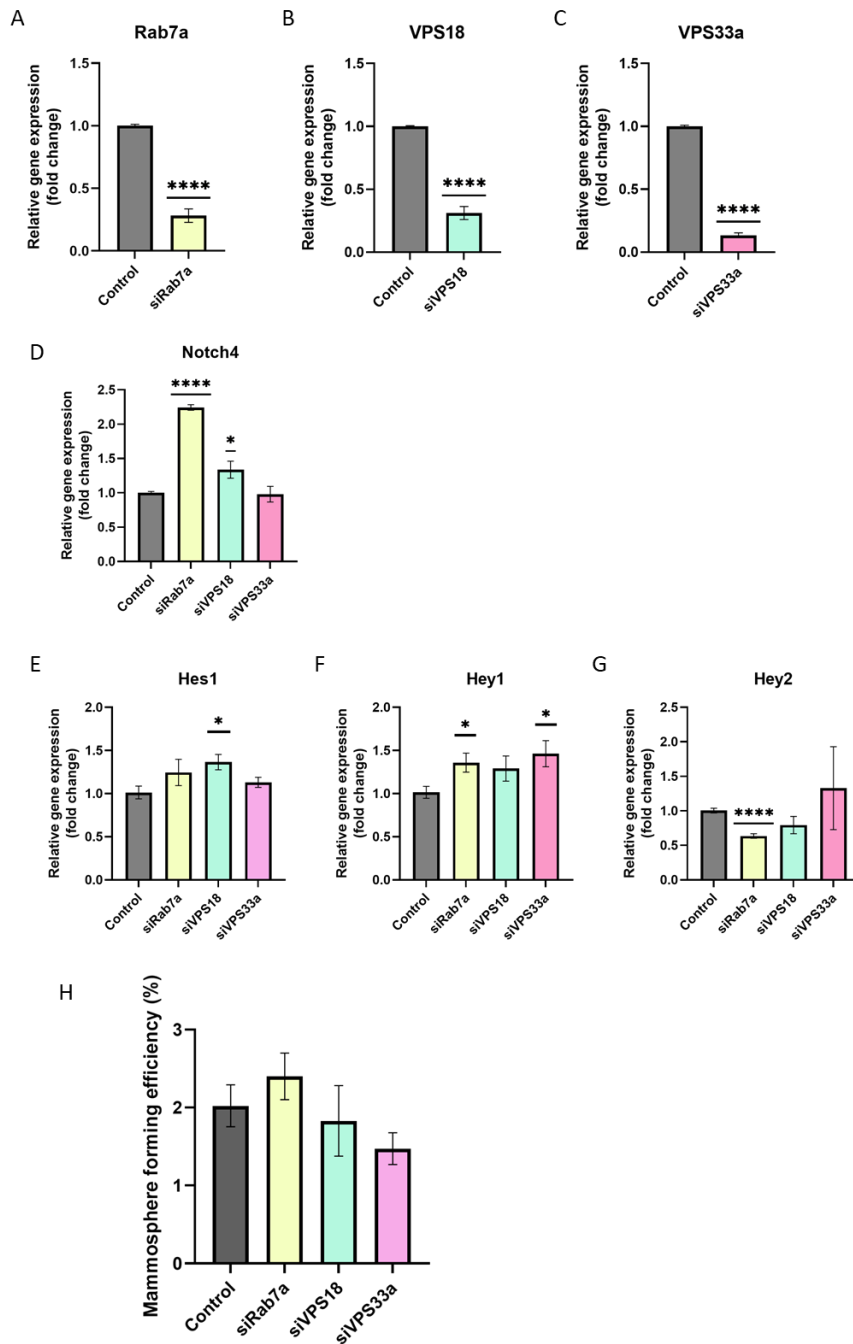 A
Rab7a
Relative gene expression
(fold change)
1.5
1.0
0.5
0.0
****
Control
siRab7a
B
VPS18
Relative gene expression
(fold change)
1.5
1.0
0.5
0.0
****
Control
siVPS18
C
VPS33a
Relative gene expression
(fold change)
1.5
1.0
0.5
0.0
****
Control
siVPS33a
D
Notch4
Relative gene expression
(fold change)
2.5
2.0
1.5
1.0
0.5
0.0
****
*
Control
siRab7a
siVPS18
siVPS33a
E
Hes1
Relative gene expression
(fold change)
2.0
1.5
1.0
0.5
0.0
*
Control
siRab7a
siVPS18
siVPS33a
F
Hey1
Relative gene expression
(fold change)
2.0
1.5
1.0
0.5
0.0
*
*
Control
siRab7a
siVPS18
siVPS33a
G
Hey2
Relative gene expression
(fold change)
2.5
2.0
1.5
1.0
0.5
0.0
****
Control
siRab7a
siVPS18
siVPS33a
H
Mammosphere forming efficiency (%)
3
2
1
0
Control
siRab7a
siVPS18
siVPS33a